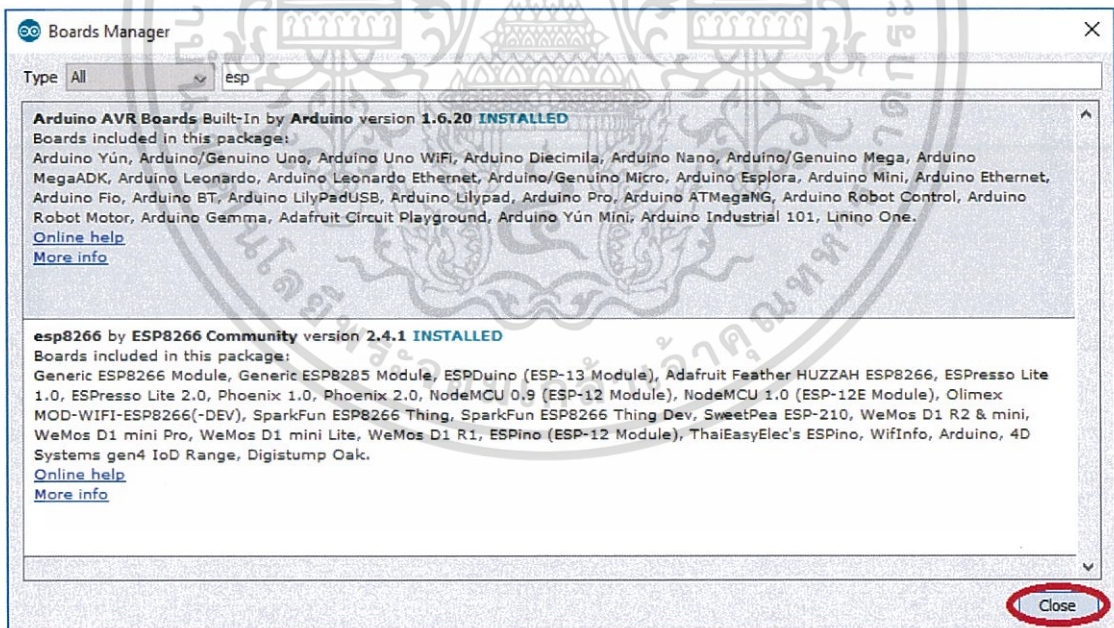 Boards Manager
Type All esp
Arduino AVR Boards Built-In by Arduino version 1.6.20 INSTALLED
Boards included in this package:
Arduino Yún, Arduino/Genuino Uno, Arduino Uno WiFi, Arduino Diecimila, Arduino Nano, Arduino/Genuino Mega, Arduino
MegaADK, Arduino Leonardo, Arduino Leonardo Ethernet, Arduino/Genuino Micro, Arduino Esplora, Arduino Mini, Arduino Ethernet,
Arduino Fio, Arduino BT, Arduino LilyPadUSB, Arduino Lilypad, Arduino Pro, Arduino ATMegaNG, Arduino Robot Control, Arduino
Robot Motor, Arduino Gemma, Adafruit Circuit Playground, Arduino Yún Mini, Arduino Industrial 101, Linino One.
Online help
More info
esp8266 by ESP8266 Community version 2.4.1 INSTALLED
Boards included in this package:
Generic ESP8266 Module, Generic ESP8285 Module, ESPDuino (ESP-13 Module), Adafruit Feather HUZZAH ESP8266, ESPresso Lite
1.0, ESPresso Lite 2.0, Phoenix 1.0, Phoenix 2.0, NodeMCU 0.9 (ESP-12 Module), NodeMCU 1.0 (ESP-12E Module), Olimex
MOD-WIFI-ESP8266(-DEV), SparkFun ESP8266 Thing, SparkFun ESP8266 Thing Dev, SweetPea ESP-210, WeMos D1 R2 & mini,
WeMos D1 mini Pro, WeMos D1 mini Lite, WeMos D1 R1, ESPino (ESP-12 Module), ThaiEasyElec's ESPino, WifInfo, Arduino, 4D
Systems gen4 IoD Range, Digistump Oak.
Online help
More info
Close